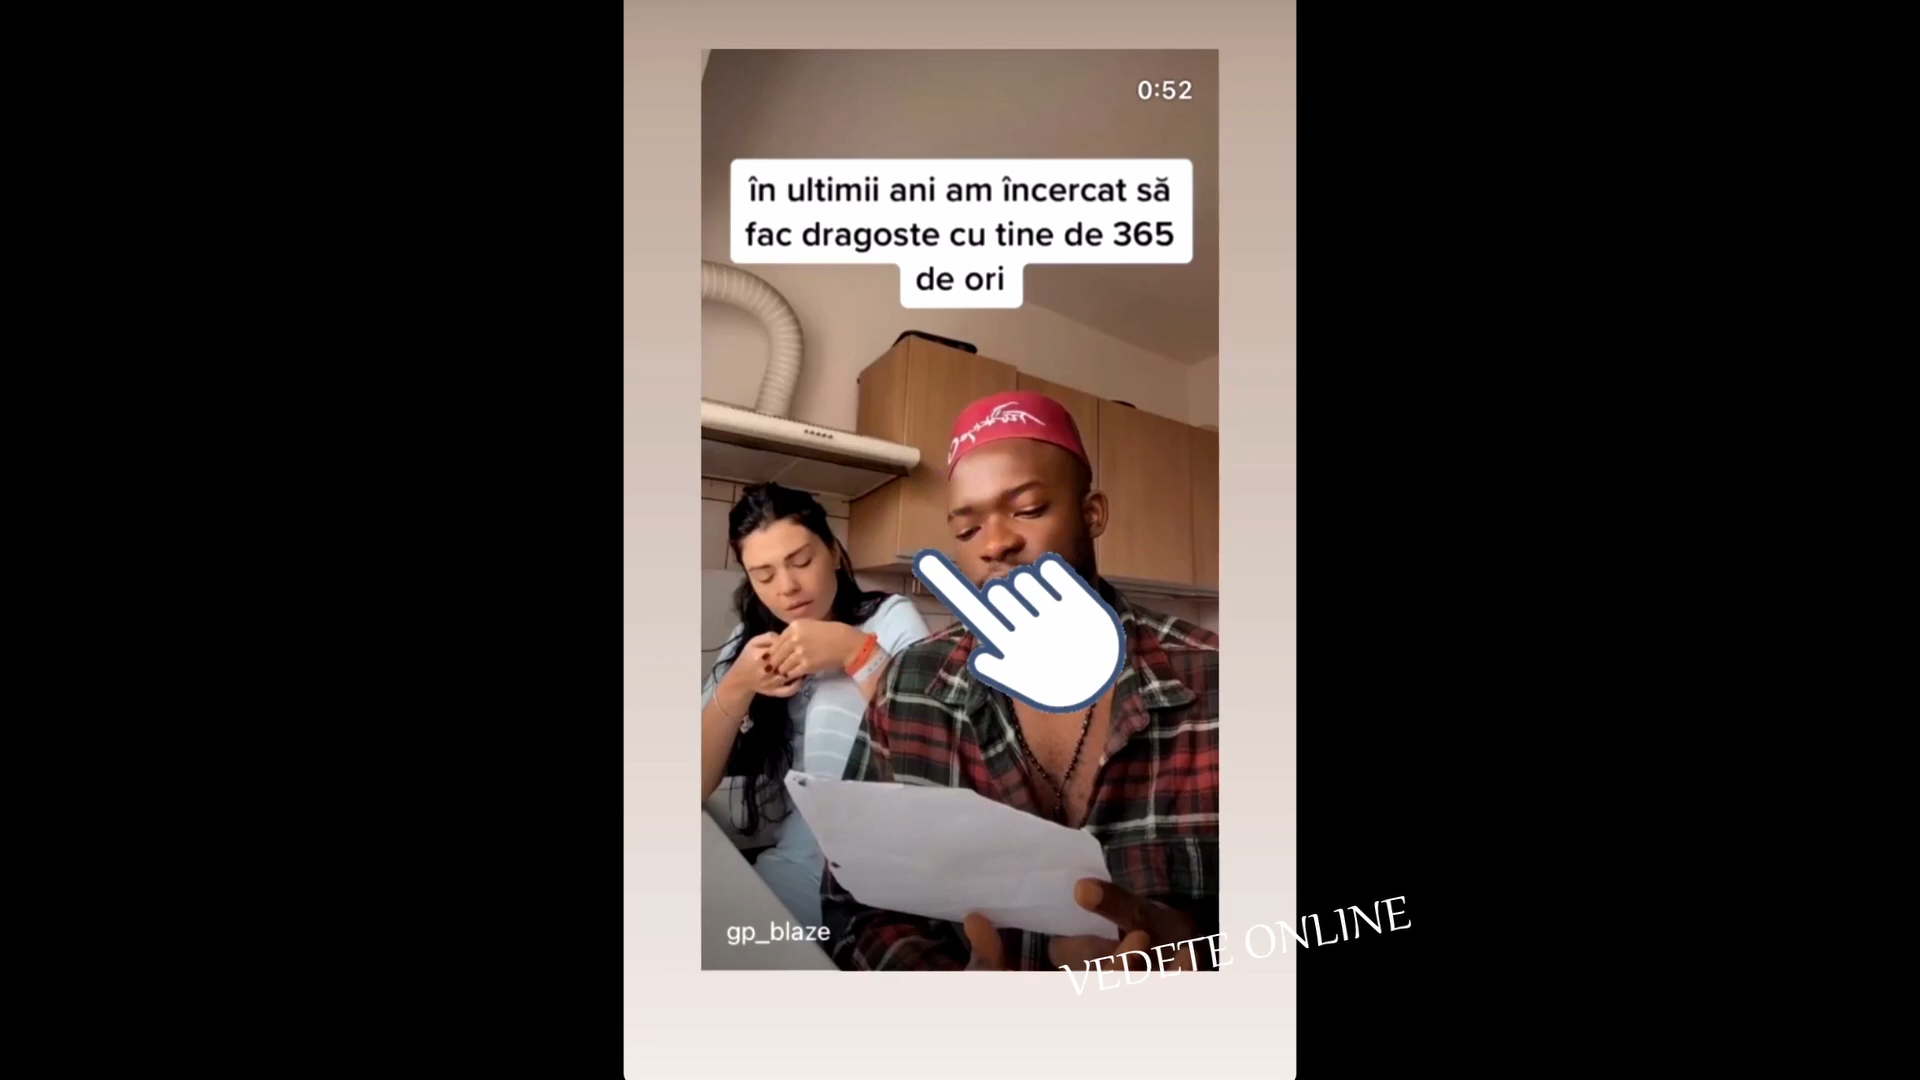 0:52
în ultimii ani am încercat să
fac dragoste cu tine de 365
de ori
gp_blaze
VEDETE ONLINE